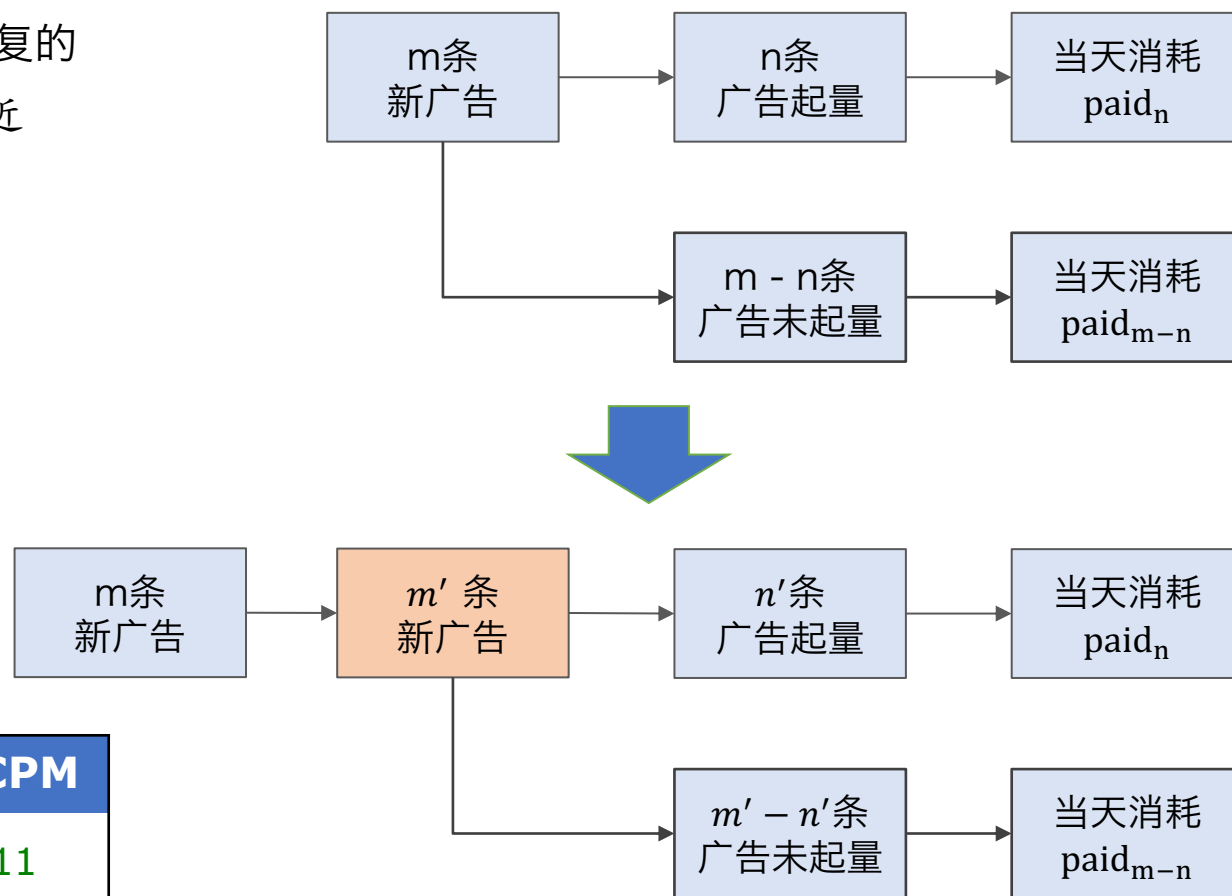 复的
近
m条
新广告
n条
广告起量
当天消耗
paidₙ
m - n条
广告未起量
当天消耗
paidₘ₋ₙ
m条
新广告
m′ 条
新广告
n′条
广告起量
当天消耗
paidₙ
m′ − n′条
广告未起量
当天消耗
paidₘ₋ₙ
CPM
11